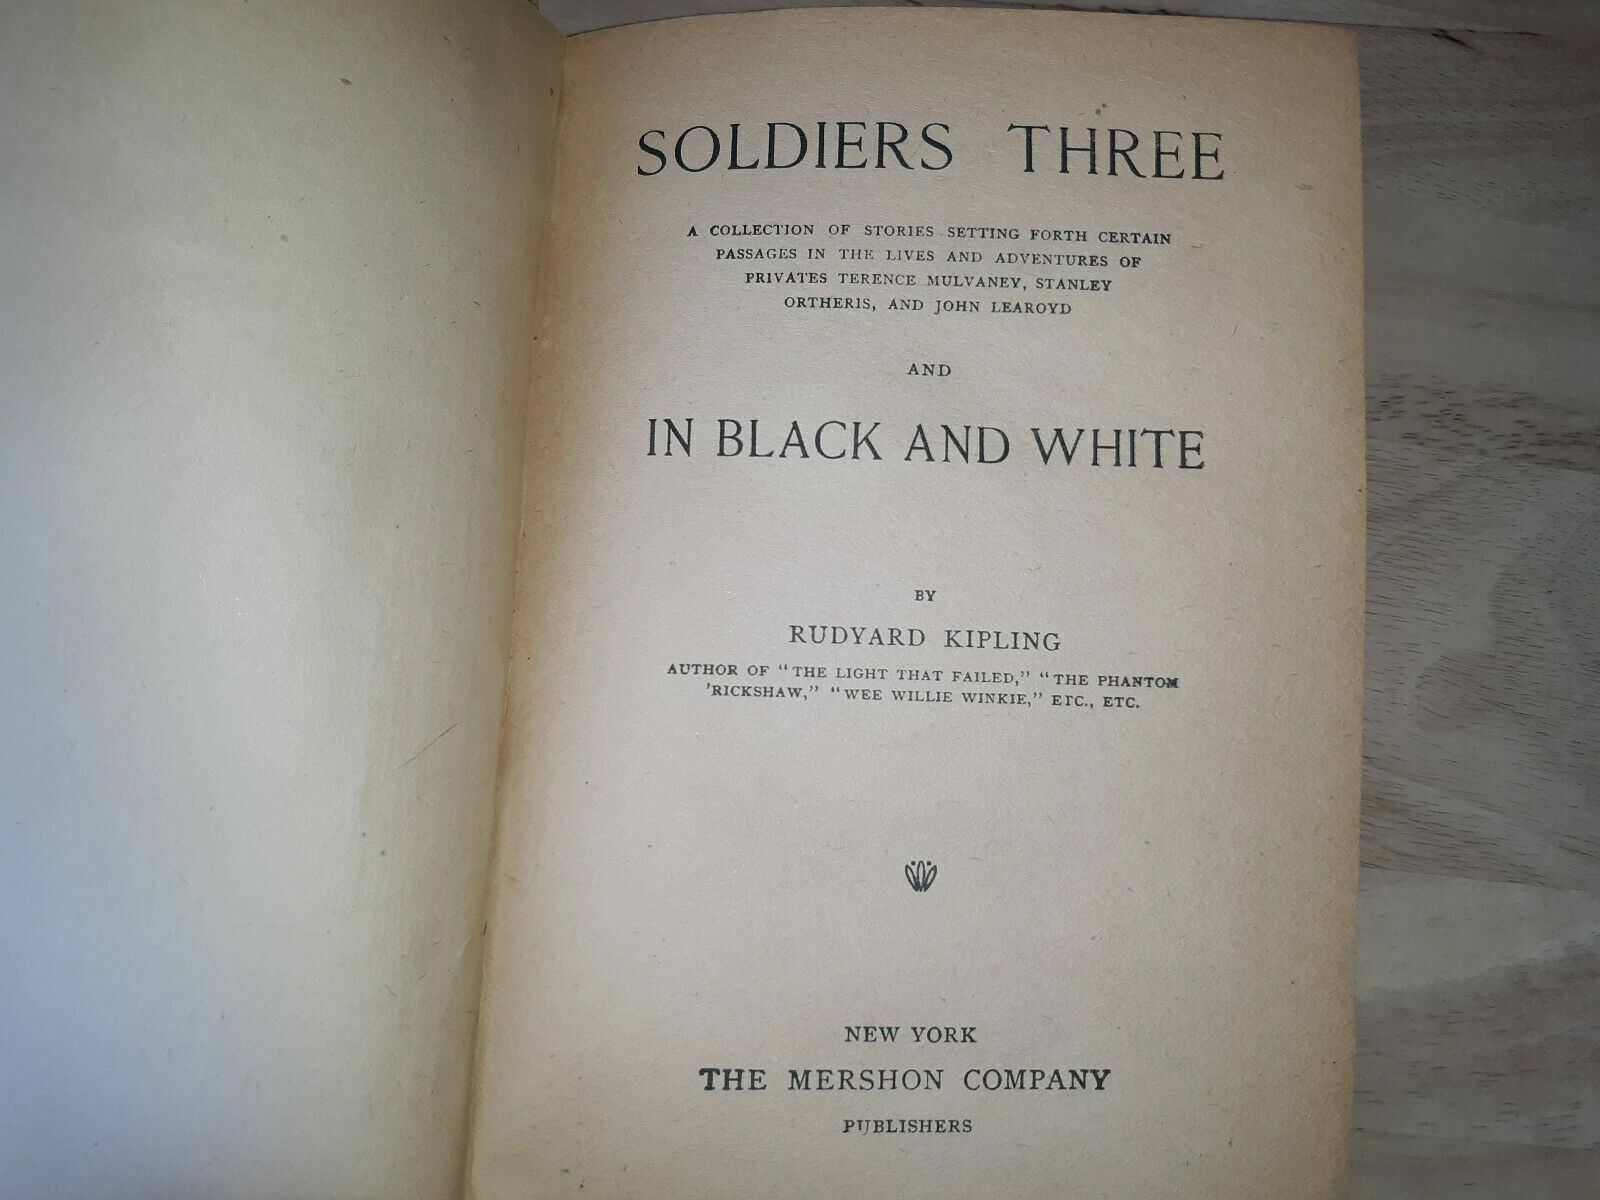 SOLDIERS THREE
A COLLECTION OF STORIES SETTING FORTH CERTAIN
PASSAGES IN THE LIVES AND ADVENTURES OF
PRIVATES TERENCE MULVANEY, STANLEY
ORTHERIS, AND JOHN LEAROYD
AND
IN BLACK AND WHITE
BY
RUDYARD KIPLING
AUTHOR OF "THE LIGHT THAT FAILED," "THE PHANTOM
'RICKSHAW," "WEE WILLIE WINKIE," ETC., ETC.
NEW YORK
THE MERSHON COMPANY
PUBLISHERS